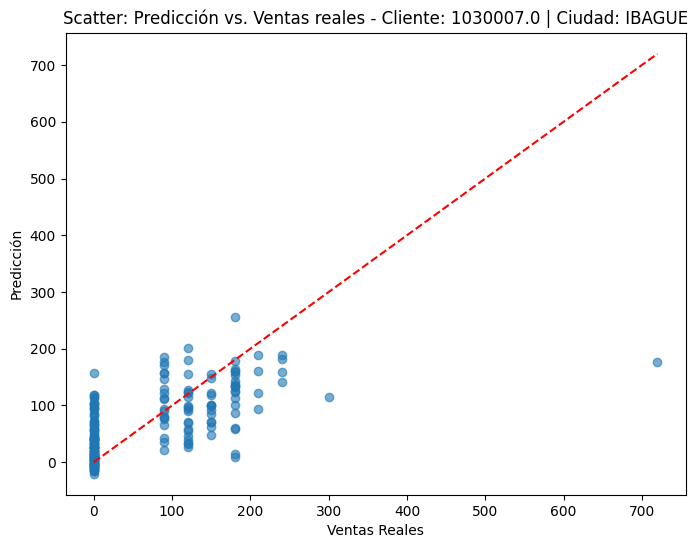 Scatter: Predicción vs. Ventas reales - Cliente: 1030007.0 | Ciudad: IBAGUE
700
600
500
400
300
200
100
0
Predicción
0 100 200 300 400 500 600 700
Ventas Reales